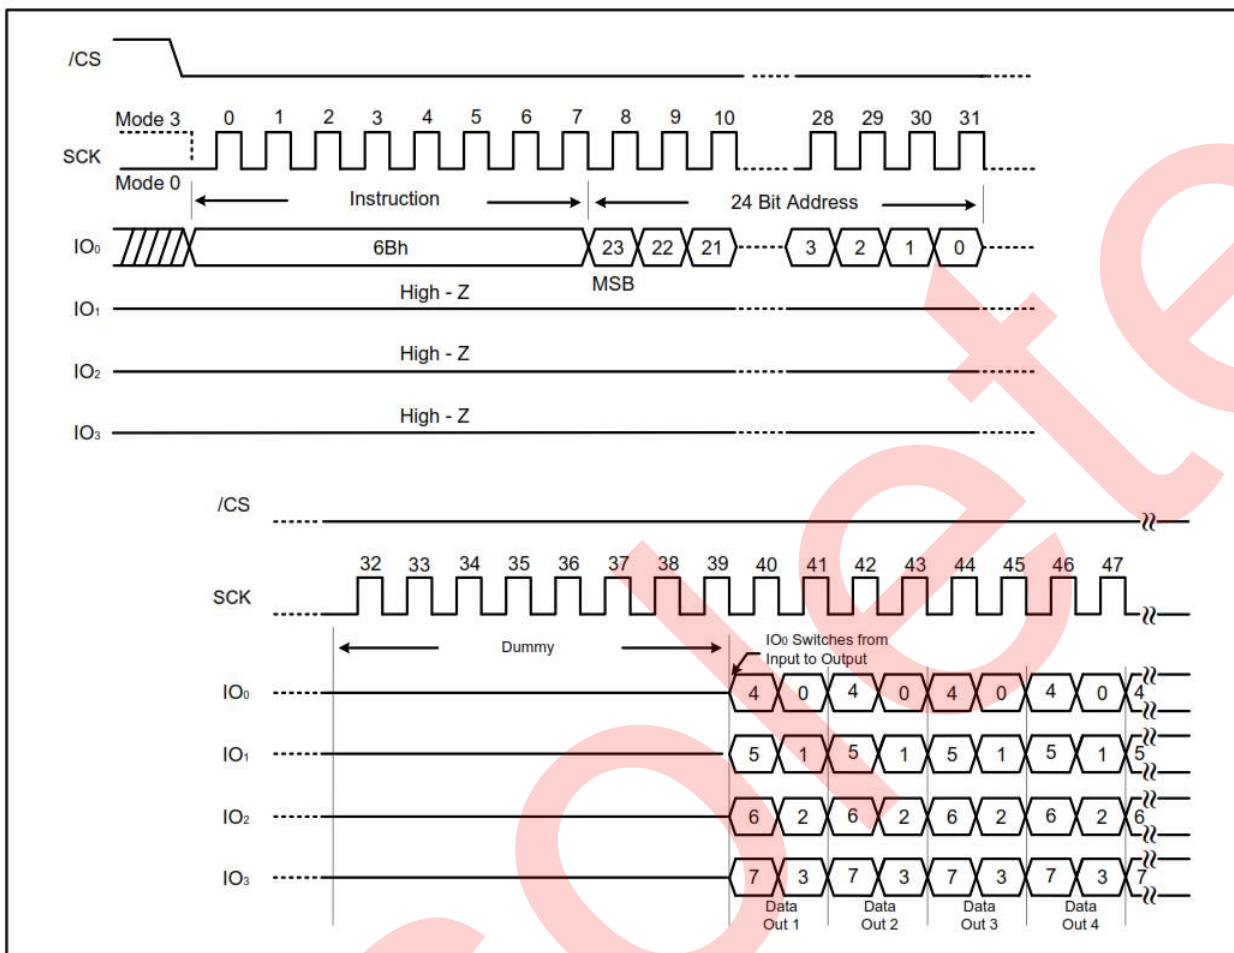 /CS
Mode 3
0 1 2 3 4 5 6 7 8 9 10 28 29 30 31
SCK
Mode 0
Instruction
24 Bit Address
IO0
6Bh
23 22 21 3 2 1 0
MSB
High - Z
IO1
High - Z
IO2
High - Z
IO3
/CS
32 33 34 35 36 37 38 39 40 41 42 43 44 45 46 47
SCK
Dummy
IO0 Switches from
Input to Output
IO0
4 0 4 0 4 0 4 0 4
IO1
5 1 5 1 5 1 5 1 5
IO2
6 2 6 2 6 2 6 2 6
IO3
7 3 7 3 7 3 7 3 7
Data
Out 1
Data
Out 2
Data
Out 3
Data
Out 4
solete